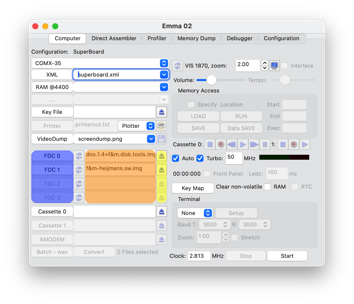 Emma 02
Computer Direct Assembler Profiler Memory Dump Debugger Configuration
Configuration: SuperBoard
COMX-35
VIS 1870, zoom: 2.00 Interlace
XML superboard.xml
Volume: Tempo:
RAM @4400
Memory Access
Specify Location Start:
Key File
LOAD RUN End:
Printer printerout.txt Plotter
SAVE Data SAVE Exec:
VideoDump screendump.png
Cassette 0: 1:
FDC 0 dos.1.4+f&m.disk.tools.img
Auto Turbo: 50 MHz
FDC 1 f&m-heijmans.sw.img
00:00:000 Front Panel Leds: 100 ms
FDC 2
FDC 3
Key Map Clear non-volatile RAM RTC
Cassette 0
Terminal
Cassette 1
None Setup
XMODEM
Baud T: 3600 R: 3600
Batch - wav Convert 0 Files selected
Zoom: 1.00 Stretch
Clock: 2.813 MHz Stop Start